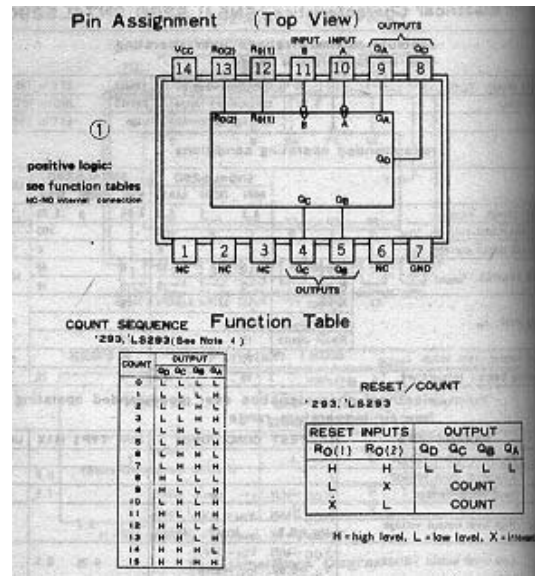 Pin Assignment (Top View)
OUTPUTS
VCC RO(2) RO(1) INPUT B INPUT A QA QD
14 13 12 11 10 9 8
RO(2) RO(1) B A QA
QD
①
positive logic:
see function tables
NC-NO internal connection
QC QB
1 2 3 4 5 6 7
NC NC NC QC QB NC GND
OUTPUTS
COUNT SEQUENCE Function Table
'293,'LS293(See Note 4)
COUNT OUTPUT
QD QC QB QA
0 L L L L
1 L L L H
2 L L H L
3 L L H H
4 L H L L
5 L H L H
6 L H H L
7 L H H H
8 H L L L
9 H L L H
10 H L H L
11 H L H H
12 H H L L
13 H H L H
14 H H H L
15 H H H H
RESET/COUNT
'293,'LS293
RESET INPUTS OUTPUT
RO(1) RO(2) QD QC QB QA
H H L L L L
L X COUNT
X L COUNT
H=high level, L=low level, X=